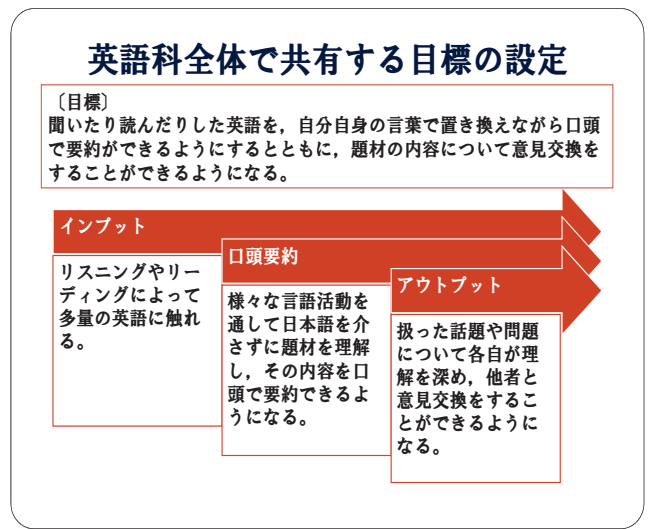 英語科全体で共有する目標の設定
〔目標〕
聞いたり読んだりした英語を，自分自身の言葉で置き換えながら口頭
で要約ができるようにするとともに，題材の内容について意見交換を
することができるようになる。
インプット
リスニングやリー
ディングによって
多量の英語に触れ
る。
口頭要約
様々な言語活動を
通して日本語を介
さずに題材を理解
し，その内容を口
頭で要約できるよ
うになる。
アウトプット
扱った話題や問題
について各自が理
解を深め，他者と
意見交換をするこ
とができるように
なる。